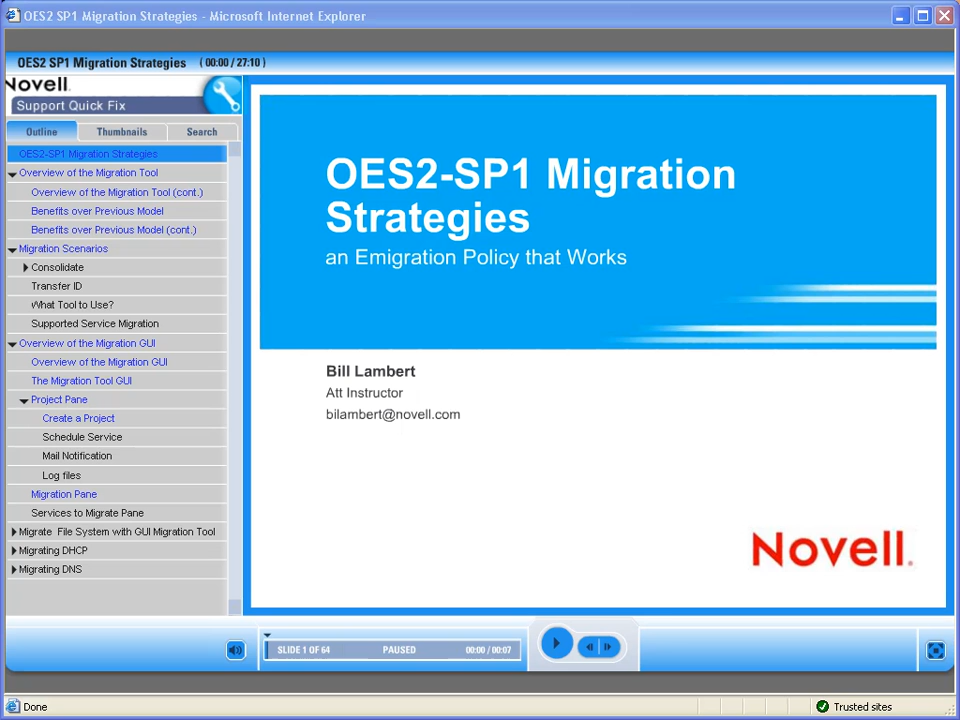 OES2 SP1 Migration Strategies - Microsoft Internet Explorer
OES2 SP1 Migration Strategies ( 00:00 / 27:10 )
Novell.
Support Quick Fix
Outline Thumbnails Search
OES2-SP1 Migration Strategies
Overview of the Migration Tool
Overview of the Migration Tool (cont.)
Benefits over Previous Model
Benefits over Previous Model (cont.)
Migration Scenarios
Consolidate
Transfer ID
What Tool to Use?
Supported Service Migration
Overview of the Migration GUI
Overview of the Migration GUI
The Migration Tool GUI
Project Pane
Create a Project
Schedule Service
Mail Notification
Log files
Migration Pane
Services to Migrate Pane
Migrate File System with GUI Migration Tool
Migrating DHCP
Migrating DNS
OES2-SP1 Migration
Strategies
an Emigration Policy that Works
Bill Lambert
Att Instructor
bilambert@novell.com
Novell.
SLIDE 1 OF 64 PAUSED 00:00 / 00:07
Done Trusted sites